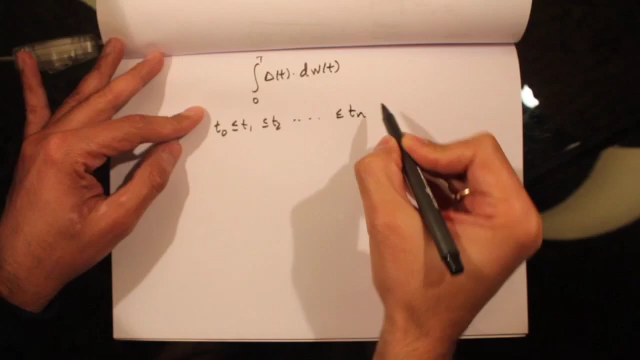 ∫₀ᵀ Δ(t)· dW(t)
t₀ ≤ t₁ ≤ t₂ .... ≤ tₙ